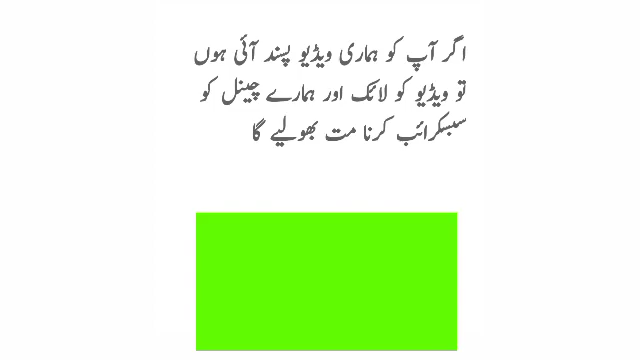 اگر آپ کو ہماری ویڈیو پسند آئی ہوں
تو ویڈیو کو لائک اور ہمارے چینل کو
سبسکرائب کرنا مت بھولیے گا